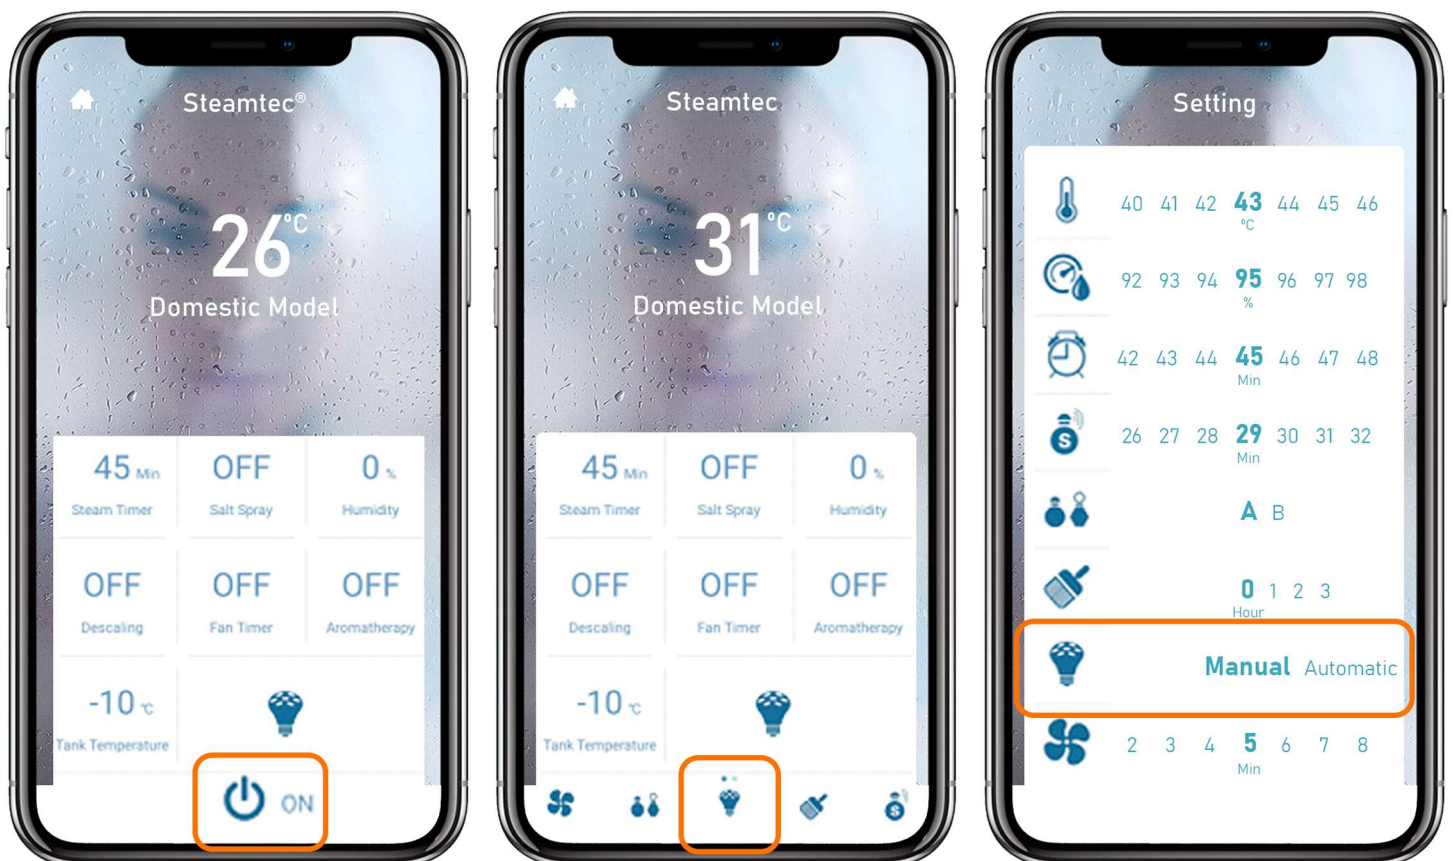 Steamtec®
26°C
Domestic Model
45 Min
Steam Timer
OFF
Salt Spray
0 %
Humidity
OFF
Descaling
OFF
Fan Timer
OFF
Aromatherapy
-10 °C
Tank Temperature
ON
Steamtec
31°C
Domestic Model
45 Min
Steam Timer
OFF
Salt Spray
0 %
Humidity
OFF
Descaling
OFF
Fan Timer
OFF
Aromatherapy
-10 °C
Tank Temperature
S
Setting
40 41 42 43 44 45 46
°C
92 93 94 95 96 97 98
%
42 43 44 45 46 47 48
Min
S
26 27 28 29 30 31 32
Min
A B
0 1 2 3
Hour
Manual Automatic
2 3 4 5 6 7 8
Min